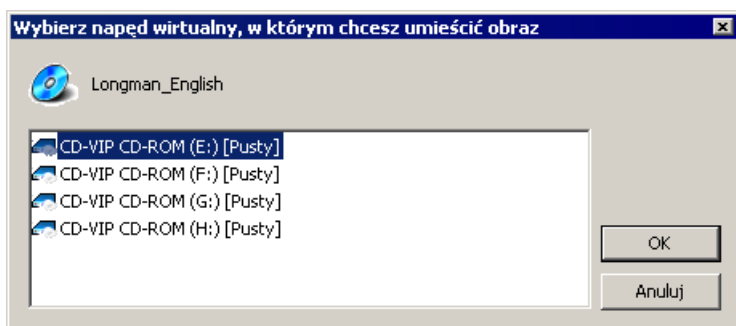 Wybierz napęd wirtualny, w którym chcesz umieścić obraz
Longman_English
CD-VIP CD-ROM (E:) [Pusty]
CD-VIP CD-ROM (F:) [Pusty]
CD-VIP CD-ROM (G:) [Pusty]
CD-VIP CD-ROM (H:) [Pusty]
OK
Anuluj